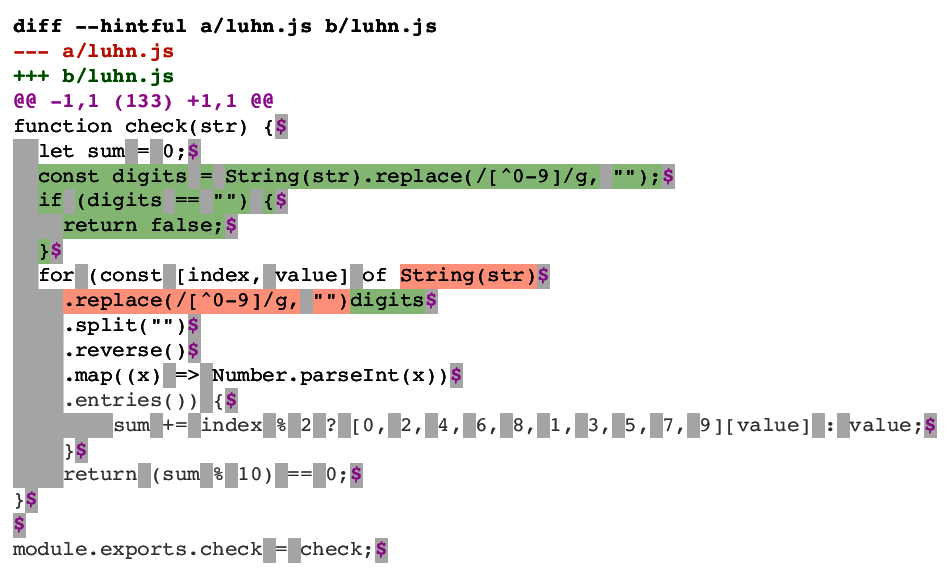 diff --hintful a/luhn.js b/luhn.js
--- a/luhn.js
+++ b/luhn.js
@@ -1,1 (133) +1,1 @@
function check(str) {$
  let sum = 0;$
  const digits = String(str).replace(/[^0-9]/g, "");$
  if (digits == "") {$
    return false;$
  }$
  for (const [index, value] of String(str)$
    .replace(/[^0-9]/g, "")digits$
    .split("")$
    .reverse()$
    .map((x) => Number.parseInt(x))$
    .entries()) {$
        sum += index % 2 ? [0, 2, 4, 6, 8, 1, 3, 5, 7, 9][value] : value;$
    }$
    return (sum % 10) == 0;$
}$
$
module.exports.check = check;$